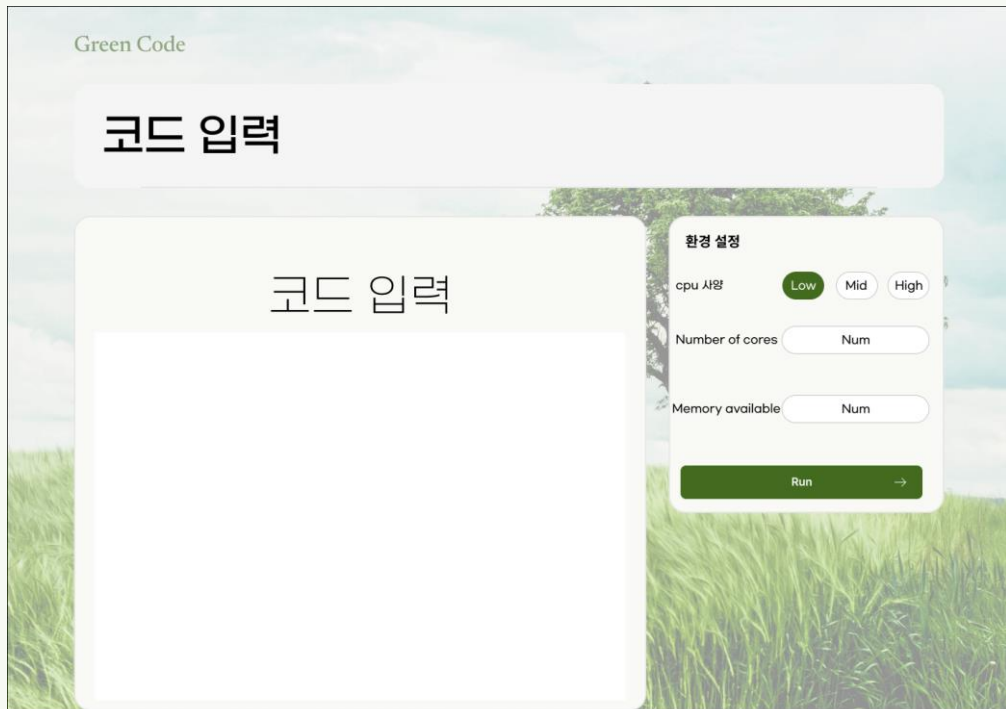 Green Code
코드 입력
코드 입력
환경 설정
cpu 사양 Low Mid High
Number of cores Num
Memory available Num
Run →